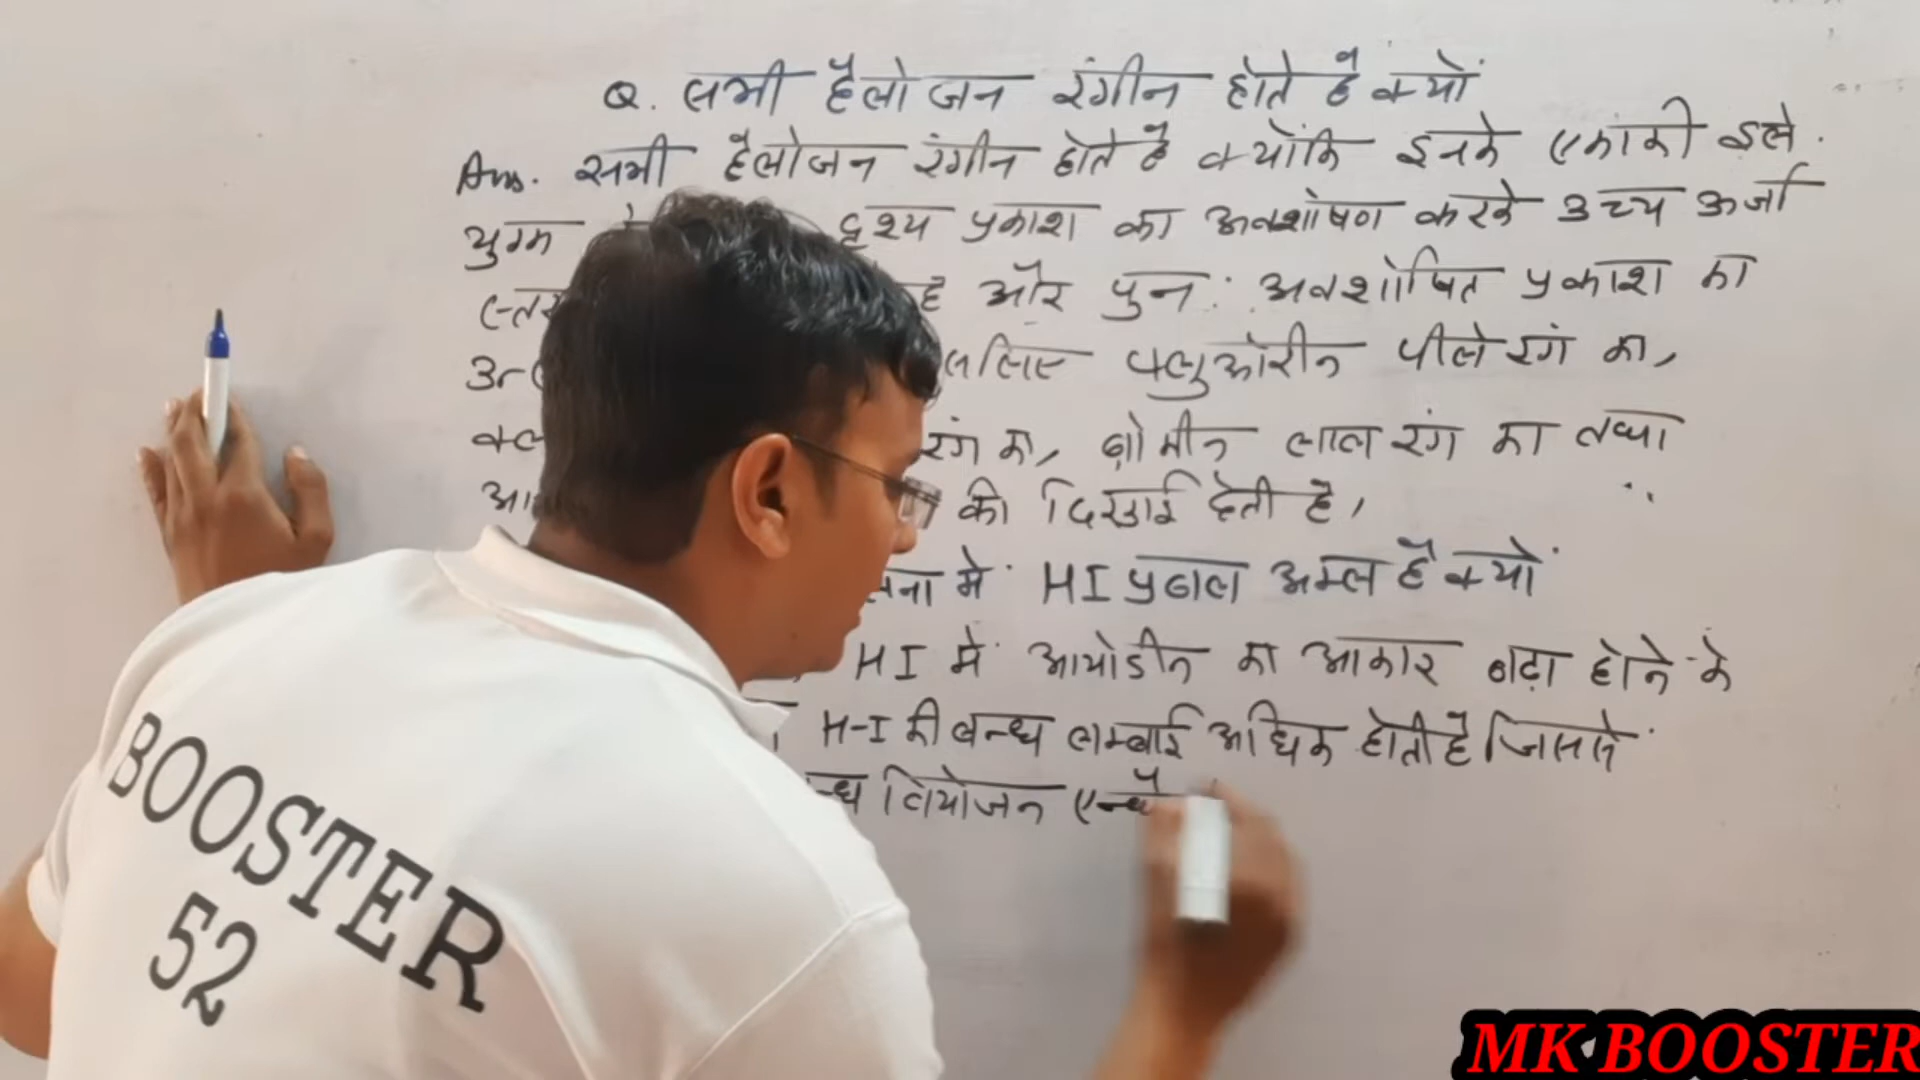 Q. सभी हैलोजन रंगीन होते है क्यों
Ans. सभी हैलोजन रंगीन होते है क्योंकि इनके एकाकी इले.
युग्म दृश्य प्रकाश का अवशोषण करके उच्च ऊर्जा
है और पुनः अवशोषित प्रकाश का
फ्लुओरीन पीले रंग का,
रंग का, ब्रोमीन लाल रंग का तथा
की दिखाई देती है,
में HI प्रबल अम्ल है क्यों
HI में आयोडीन का आकार बड़ा होने के
H-I की बन्ध लम्बाई अधिक होती है जिससे
वियोजन
BOOSTER
52
MK BOOSTER